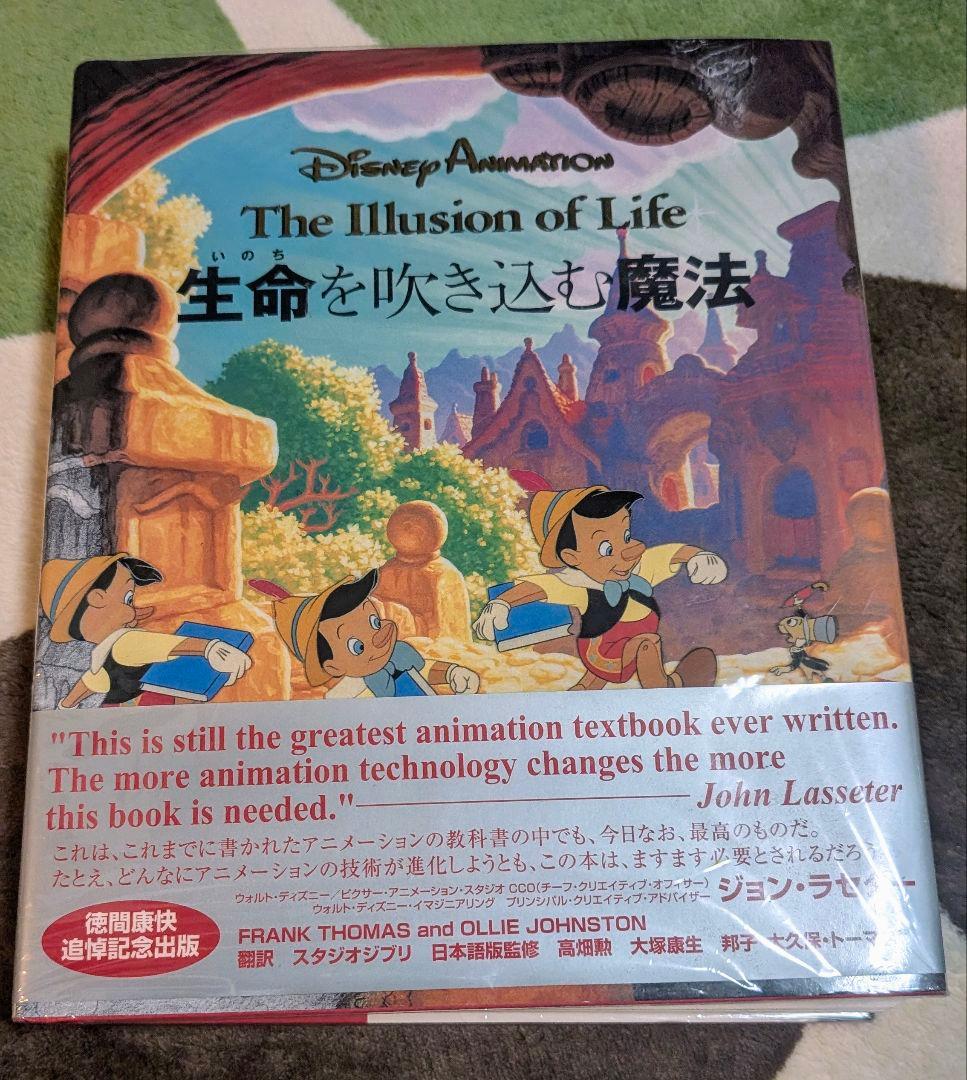 Disney Animation
The Illusion of Life
いのち
生命を吹き込む魔法
"This is still the greatest animation textbook ever written.
The more animation technology changes the more
this book is needed."
John Lasseter
これは、これまでに書かれたアニメーションの教科書の中でも、今日なお、最高のものだ。
たとえ、どんなにアニメーションの技術が進化しようとも、この本は、ますます必要とされるだろう
ウォルト・ディズニー/ピクサー・アニメーション・スタジオ CCO(チーフ・クリエイティブ・オフィサー)
ウォルト・ディズニー・イマジニアリング プリンシパル・クリエイティブ・アドバイザー
ジョン・ラセター
徳間康快
追悼記念出版
FRANK THOMAS and OLLIE JOHNSTON
翻訳 スタジオジブリ 日本語版監修 高畑勲 大塚康生 邦子・大久保・トーマス